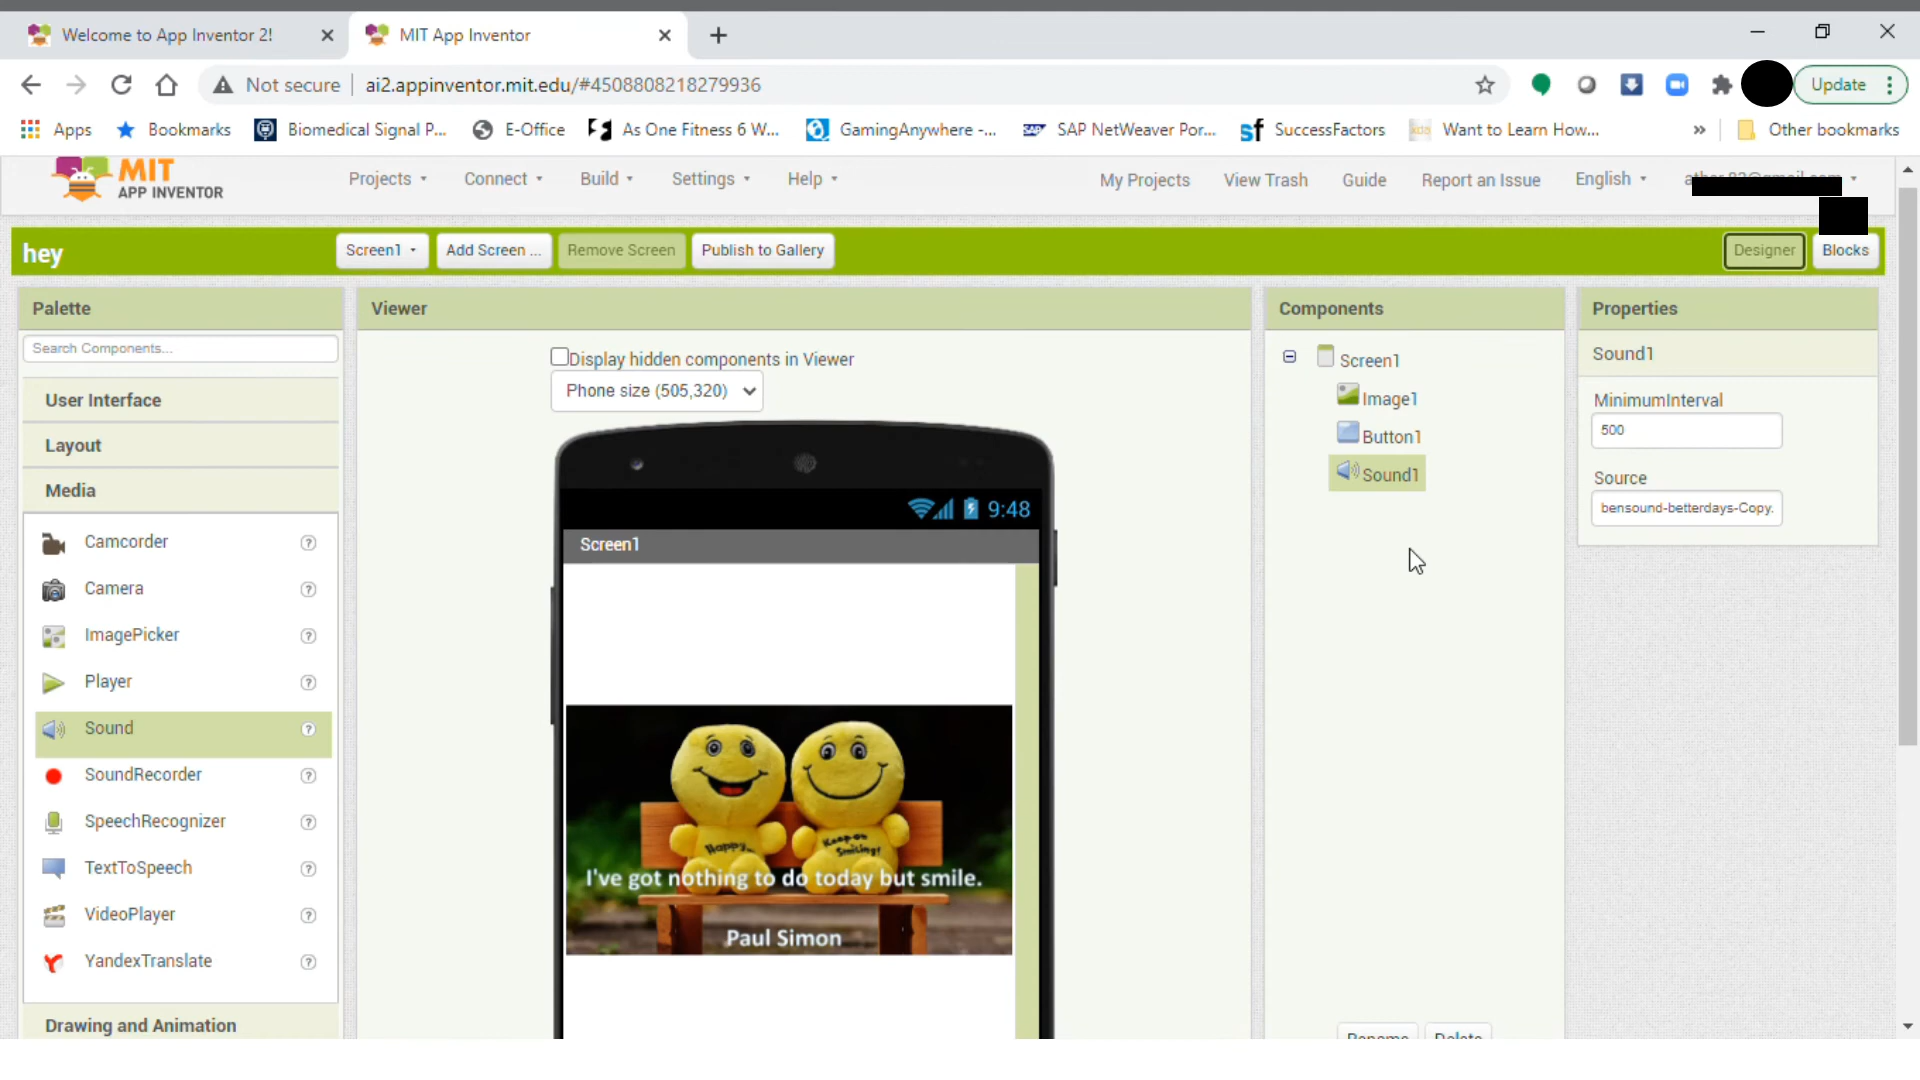 Welcome to App Inventor 2!
MIT App Inventor
Not secure
ai2.appinventor.mit.edu/#4508808218279936
Update
Apps
Bookmarks
Biomedical Signal P...
E-Office
As One Fitness 6 W...
GamingAnywhere -...
SAP NetWeaver Por...
SuccessFactors
Want to Learn How...
»
Other bookmarks
MIT
APP INVENTOR
Projects
Connect
Build
Settings
Help
My Projects
View Trash
Guide
Report an Issue
English
hey
Screen1
Add Screen ...
Remove Screen
Publish to Gallery
Designer
Blocks
Palette
Viewer
Components
Properties
Search Components...
User Interface
Layout
Media
Camcorder ?
Camera ?
ImagePicker ?
Player ?
Sound ?
SoundRecorder ?
SpeechRecognizer ?
TextToSpeech ?
VideoPlayer ?
YandexTranslate ?
Drawing and Animation
Display hidden components in Viewer
Phone size (505,320)
9:48
Screen1
Happy...
Keep on
Smiling!
I've got nothing to do today but smile.
Paul Simon
Screen1
Image1
Button1
Sound1
Rename
Delete
Sound1
MinimumInterval
500
Source
bensound-betterdays-Copy.